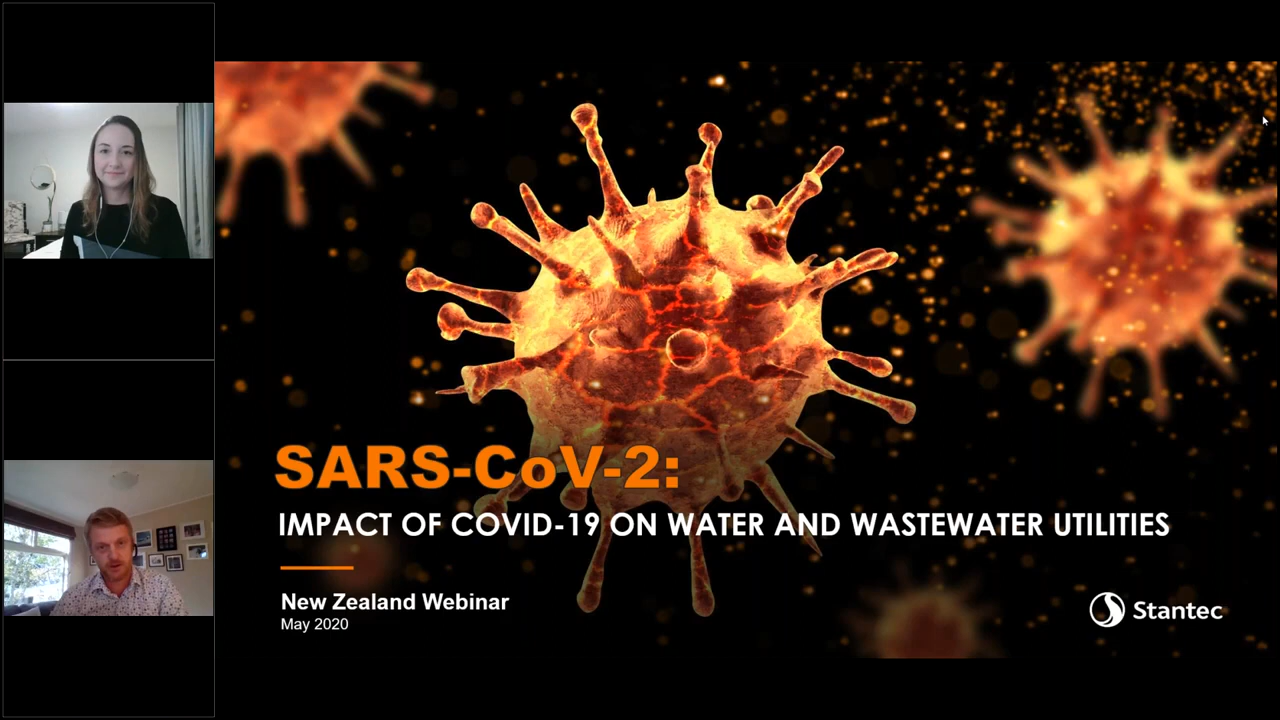 SARS-CoV-2:
IMPACT OF COVID-19 ON WATER AND WASTEWATER UTILITIES
New Zealand Webinar
May 2020
Stantec